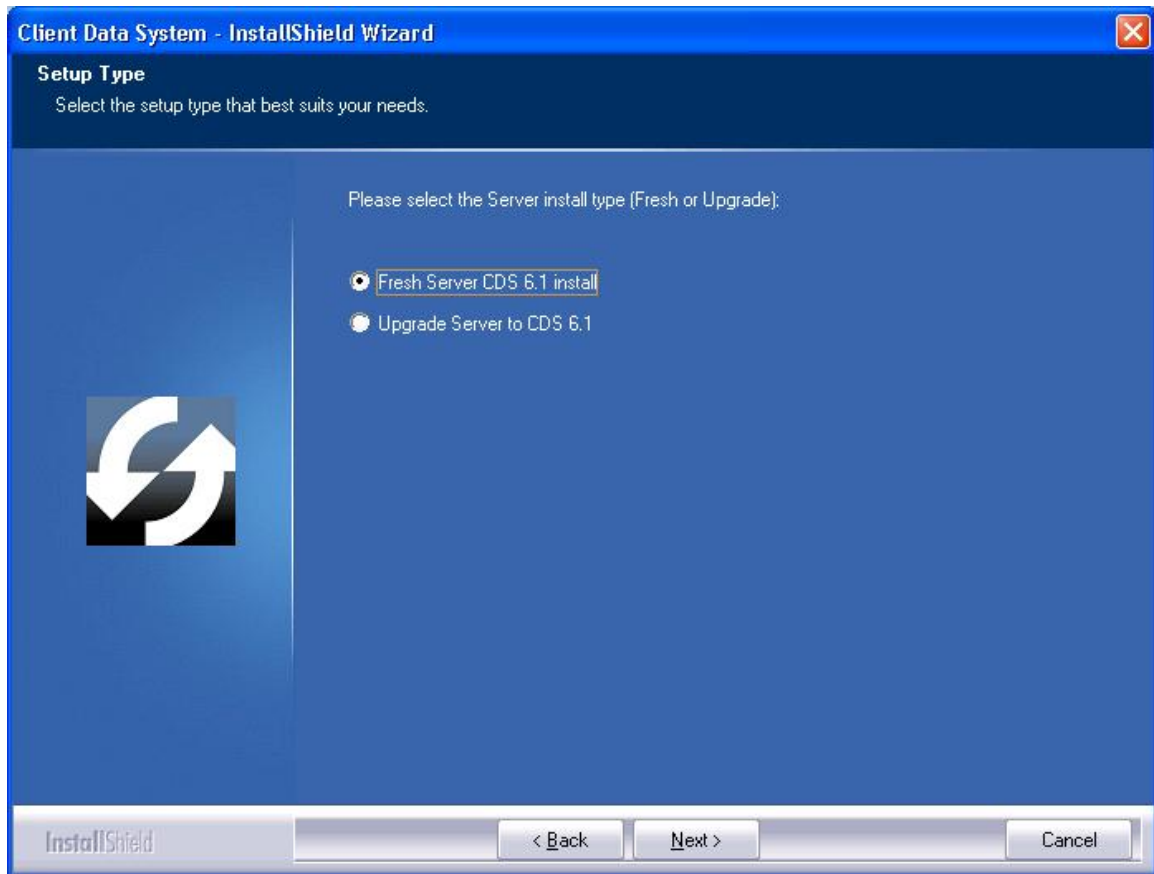 Client Data System - InstallShield Wizard
Setup Type
Select the setup type that best suits your needs.
Please select the Server install type (Fresh or Upgrade):
Fresh Server CDS 6.1 install
Upgrade Server to CDS 6.1
InstallShield
< Back
Next >
Cancel